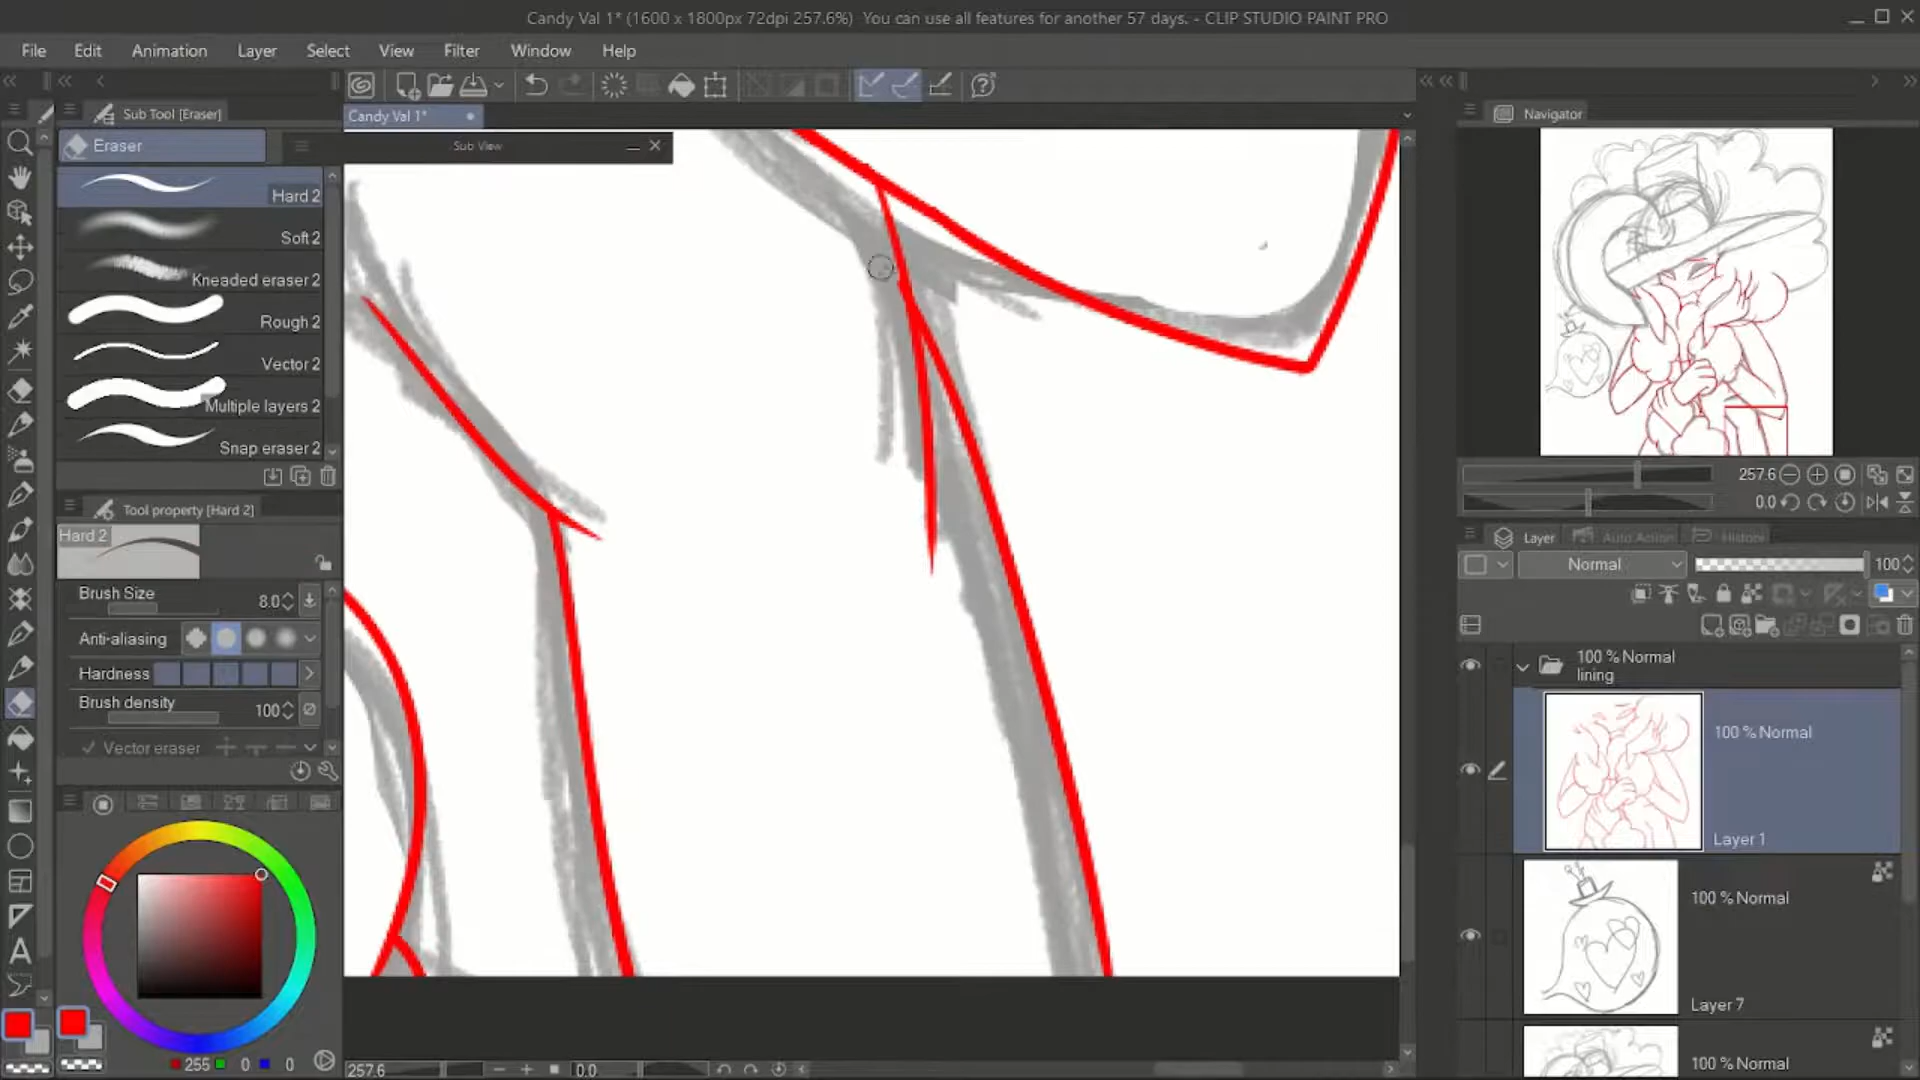 Candy Val 1* (1600 x 1800px 72dpi 257.6%)  You can use all features for another 57 days. - CLIP STUDIO PAINT PRO
File Edit Animation Layer Select View Filter Window Help
Sub Tool [Eraser]
Eraser
Hard 2
Soft 2
Kneaded eraser 2
Rough 2
Vector 2
Multiple layers 2
Snap eraser 2
Tool property [Hard 2]
Hard 2
Brush Size 8.0
Anti-aliasing
Hardness
Brush density 100
Vector eraser
255 0 0
Candy Val 1*
Sub View
257.6 0.0
Navigator
257.6
0.0
Layer Auto Action History
Normal 100
100 % Normal
lining
100 % Normal
Layer 1
100 % Normal
Layer 7
100 % Normal